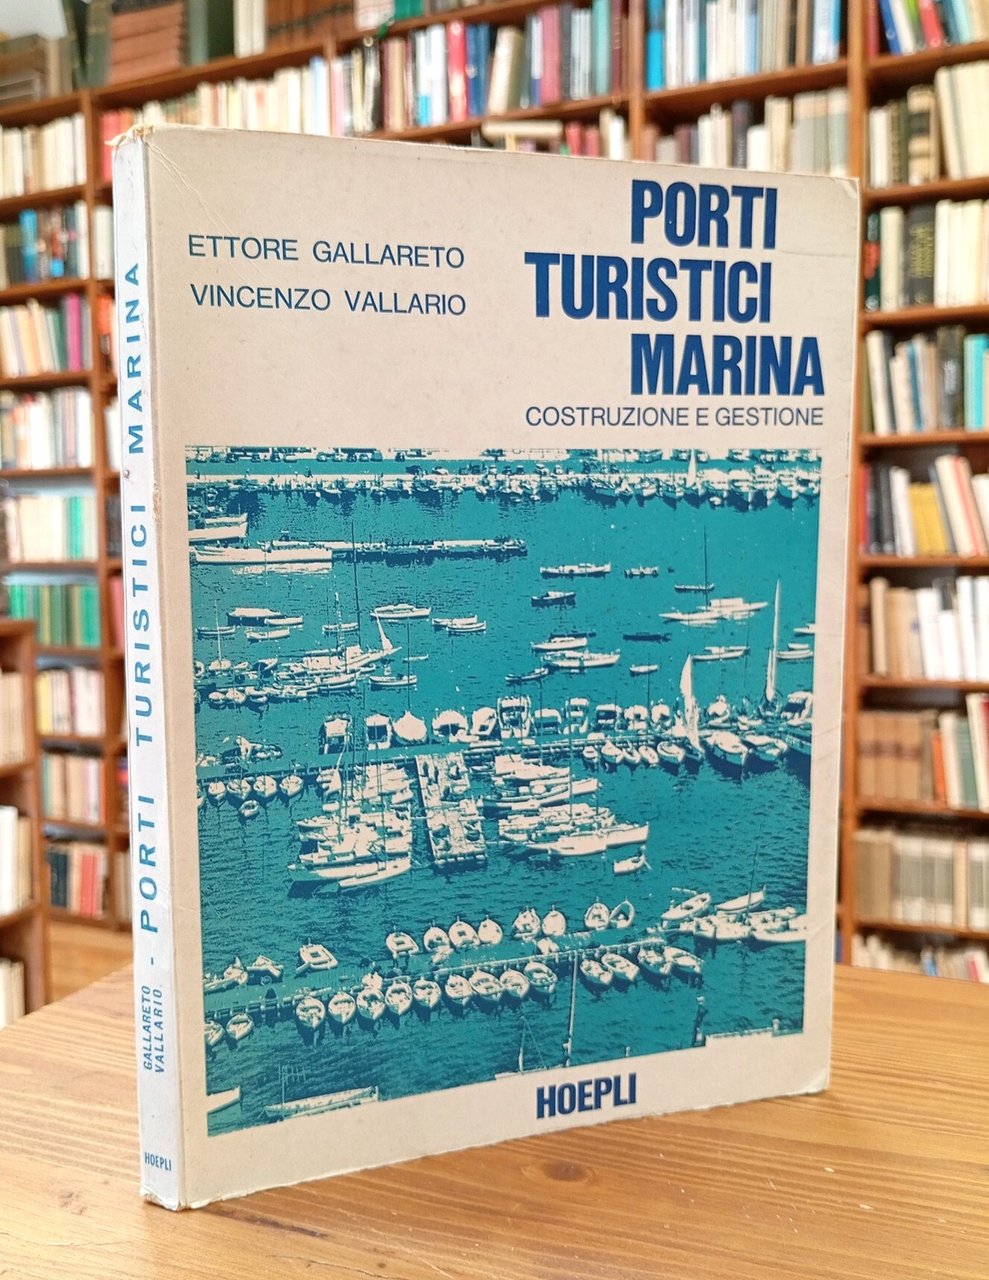 ETTORE GALLARETO
VINCENZO VALLARIO
PORTI
TURISTICI
MARINA
COSTRUZIONE E GESTIONE
HOEPLI
GALLARETO
VALLARIO
- PORTI TURISTICI MARINA
HOEPLI